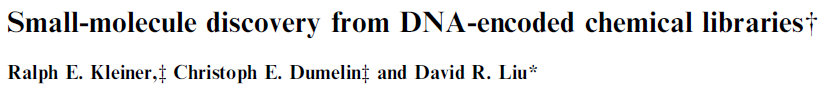 Small-molecule discovery from DNA-encoded chemical libraries†
Ralph E. Kleiner,‡ Christoph E. Dumelin‡ and David R. Liu*